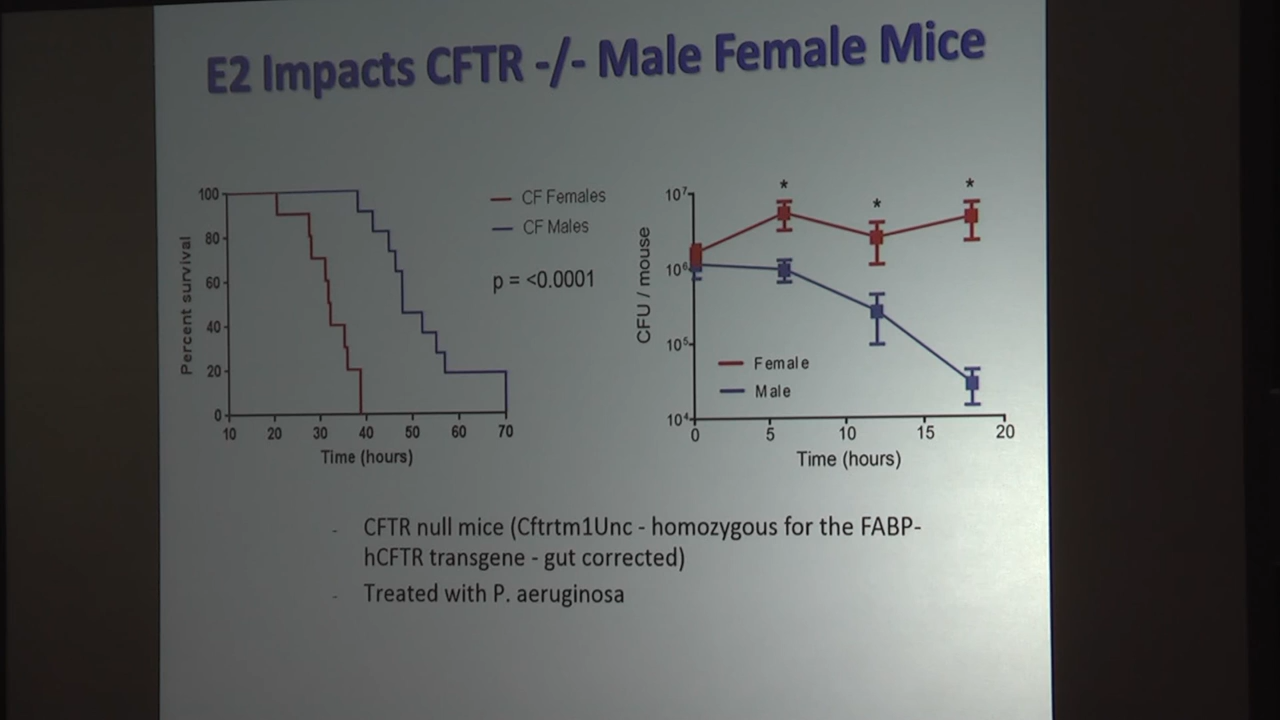 E2 Impacts CFTR -/- Male Female Mice
100
80
60
40
20
0
Percent survival
10 20 30 40 50 60 70
Time (hours)
CF Females
CF Males
p = <0.0001
10⁷
10⁶
10⁵
10⁴
CFU / mouse
* * *
Female
Male
0 5 10 15 20
Time (hours)
- CFTR null mice (Cftrtm1Unc - homozygous for the FABP-
hCFTR transgene - gut corrected)
- Treated with P. aeruginosa